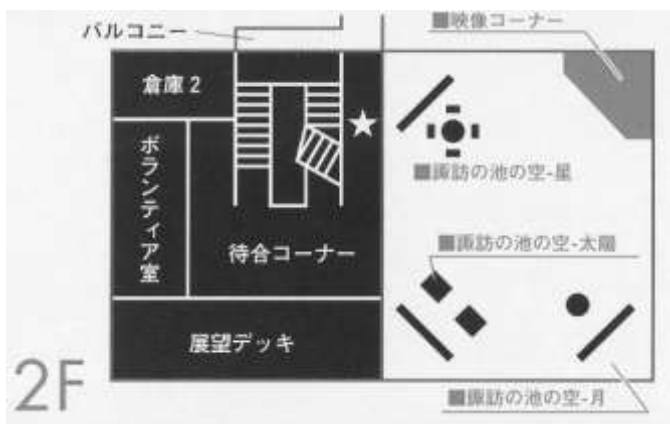 バルコニー
■映像コーナー
倉庫2
ボランティア室
■諏訪の池の空-星
待合コーナー
■諏訪の池の空-太陽
展望デッキ
2F
■諏訪の池の空-月